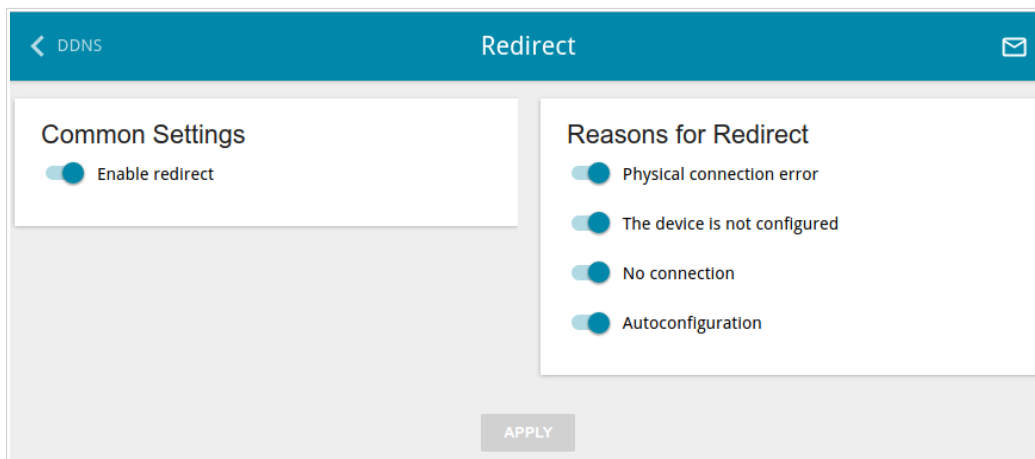 DDNS
Redirect
Common Settings
Enable redirect
Reasons for Redirect
Physical connection error
The device is not configured
No connection
Autoconfiguration
APPLY